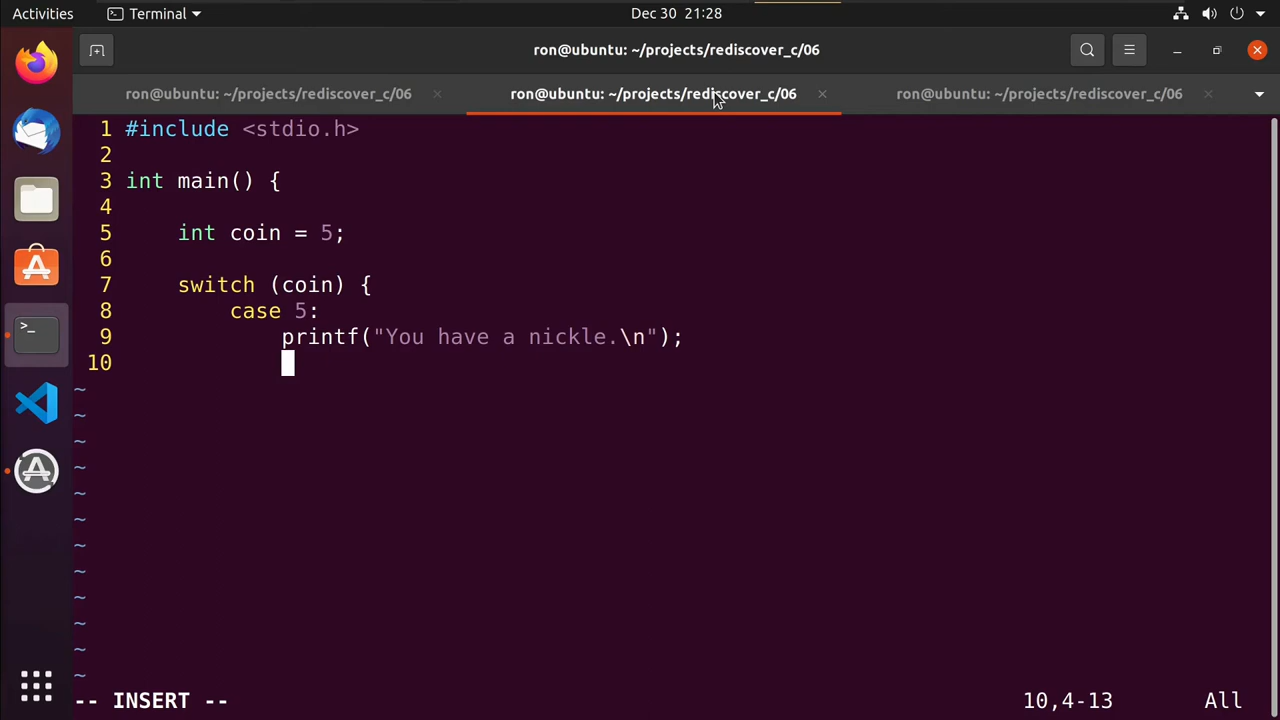 Activities Terminal Dec 30 21:28
ron@ubuntu: ~/projects/rediscover_c/06
ron@ubuntu: ~/projects/rediscover_c/06 ron@ubuntu: ~/projects/rediscover_c/06 ron@ubuntu: ~/projects/rediscover_c/06
1 #include <stdio.h>
2
3 int main() {
4
5     int coin = 5;
6
7     switch (coin) {
8         case 5:
9             printf("You have a nickle.\n");
10
~
~
~
~
~
~
~
~
~
~
~
~
-- INSERT -- 10,4-13 All